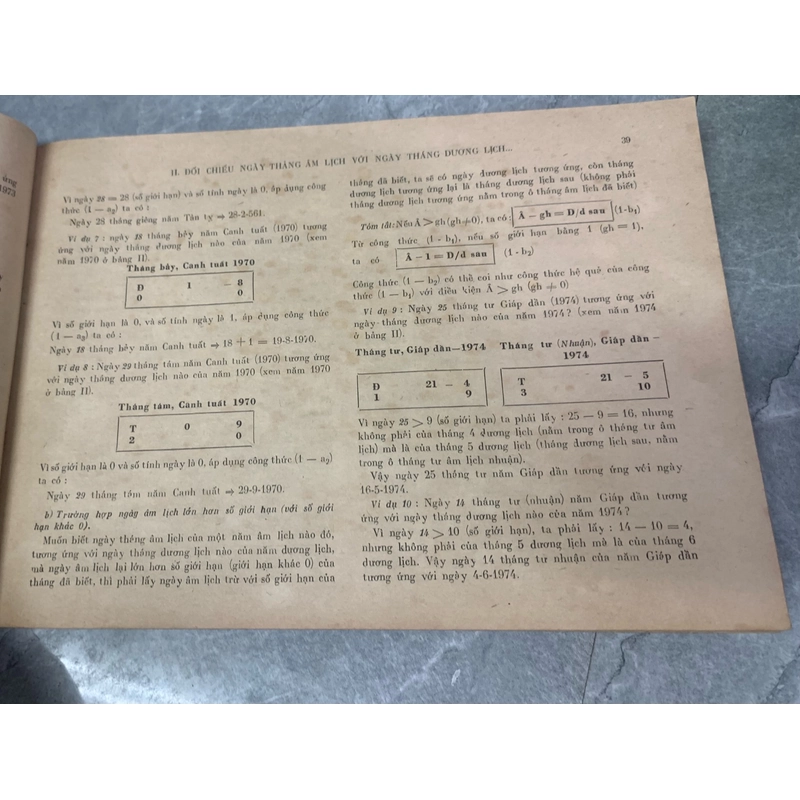 ứng
1973
II. ĐỐI CHIẾU NGÀY THÁNG ÂM LỊCH VỚI NGÀY THÁNG DƯƠNG LỊCH...
39
Vì ngày 28 = 28 (số giới hạn) và số tính ngày là 0, áp dụng công
thức (1 — a2) ta có :
Ngày 28 tháng giêng năm Tân tỵ ⇒ 28-2-561.
Ví dụ 7 : ngày 18 tháng bẩy năm Canh tuất (1970) tương
ứng với ngày tháng dương lịch nào của năm 1970 (xem
năm 1970 ở bảng II).
Tháng bảy, Canh tuất 1970
Đ 1 – 8
0 0
Vì số giới hạn là 0, và số tính ngày là 1, áp dụng công thức
(1 — a3) ta có :
Ngày 18 tháng bẩy năm Canh tuất ⇒ 18 + 1 = 19-8-1970.
Ví dụ 8 : Ngày 29 tháng tám năm Canh tuất (1970) tương ứng
với ngày tháng dương lịch nào của năm 1970 (xem năm 1970
ở bảng II).
Tháng tám, Canh tuất 1970
T 0 9
2 0
Vì số giới hạn là 0 và số tính ngày là 0, áp dụng công thức (1 — a2)
ta có :
Ngày 29 tháng tám năm Canh tuất ⇒ 29-9-1970.
b) Trường hợp ngày âm lịch lớn hơn số giới hạn (với số giới
hạn khác 0).
Muốn biết ngày tháng âm lịch của một năm âm lịch nào đó,
tương ứng với ngày tháng dương lịch nào của năm dương lịch,
mà ngày âm lịch lại lớn hơn số giới hạn (giới hạn khác 0) của
tháng đã biết, thì phải lấy ngày âm lịch trừ với số giới hạn của
tháng đã biết, ta sẽ có ngày dương lịch tương ứng, còn tháng
dương lịch tương ứng lại là tháng dương lịch sau (không phải
tháng dương lịch tương ứng nằm trong ô tháng âm lịch đã biết)
Tóm tắt: Nếu Â > gh (gh≠0), ta có: Â — gh = D/d sau (1-b1)
Từ công thức (1 - b1), nếu số giới hạn bằng 1 (gh = 1),
ta có Â — 1 = D/d sau (1 - b2)
Công thức (1 — b2) có thể coi như công thức hệ quả của công
thức (1 — b1) với điều kiện Â > gh (gh ≠ 0)
Ví dụ 9 : Ngày 25 tháng tư Giáp dần (1974) tương ứng với
ngày tháng dương lịch nào của năm 1974? (xem năm 1974
ở bảng II).
Tháng tư, Giáp dần—1974
Đ 21 – 4
1 9
Tháng tư (Nhuận), Giáp dần –
1974
T 21 – 5
3 10
Vì ngày 25 > 9 (số giới hạn) ta phải lấy : 25 — 9 = 16, nhưng
không phải của tháng 4 dương lịch (nằm trong ô tháng tư âm
lịch) mà là của tháng 5 dương lịch (tháng dương lịch sau, nằm
trong ô tháng tư âm lịch nhuận).
Vậy ngày 25 tháng tư năm Giáp dần tương ứng với ngày
16-5-1974.
Ví dụ 10 : Ngày 14 tháng tư (nhuận) năm Giáp dần tương
ứng với ngày tháng dương lịch nào của năm 1974?
Vì ngày 14 > 10 (số giới hạn), ta phải lấy : 14 — 10 = 4,
nhưng không phải của tháng 5 dương lịch mà là của tháng 6
dương lịch. Vậy ngày 14 tháng tư nhuận của năm Giáp dần
tương ứng với ngày 4-6-1974.